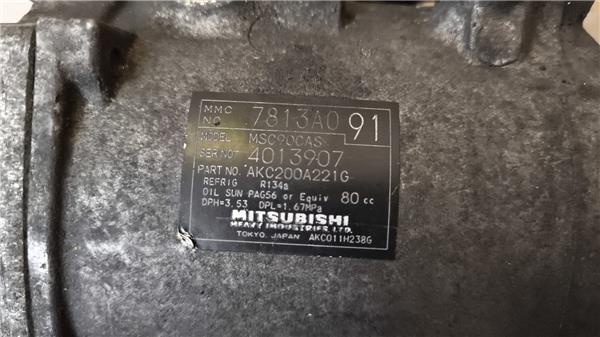 MMC NO 7813A0 91
MODEL MSC90CAS
SER NO. 4013907
PART NO. AKC200A221G
REFRIG R134a
OIL SUN PAG56 or Equiv 80 cc
DPH=3.53 DPL=1.67MPa
MITSUBISHI
HEAVY INDUSTRIES, LTD.
TOKYO, JAPAN AKC011H238G